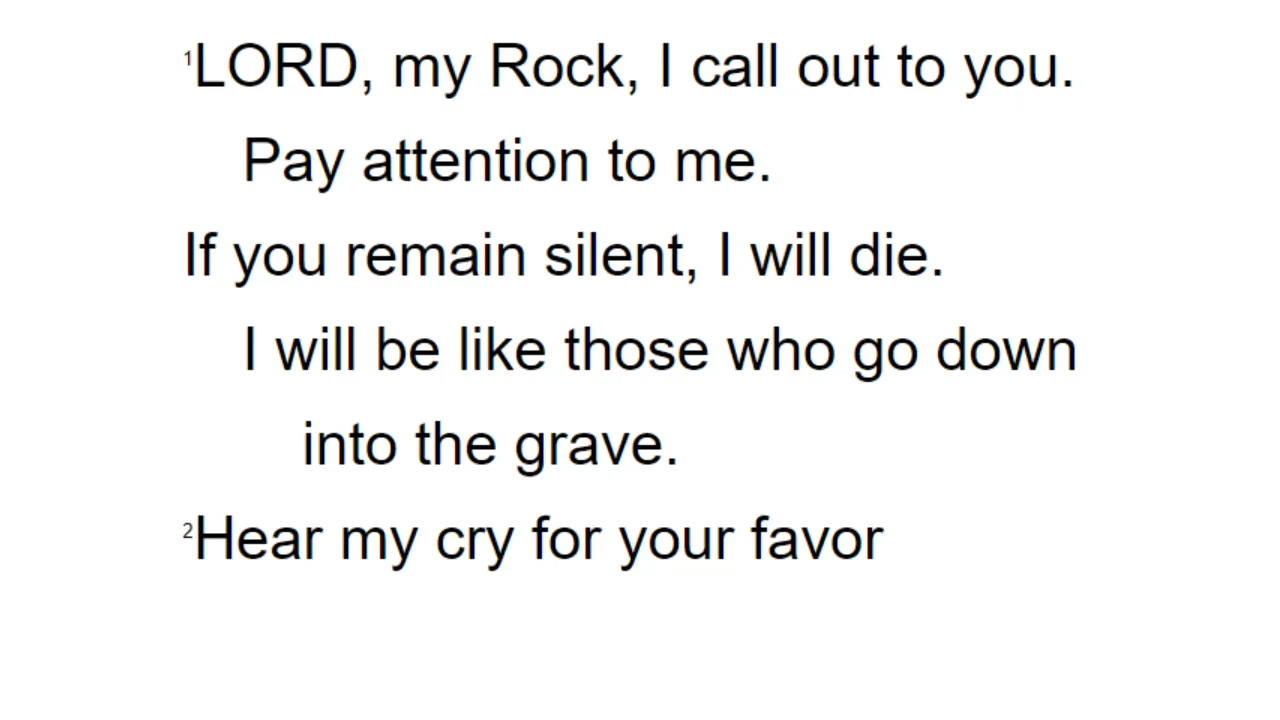 1LORD, my Rock, I call out to you.
Pay attention to me.
If you remain silent, I will die.
I will be like those who go down
into the grave.
2Hear my cry for your favor